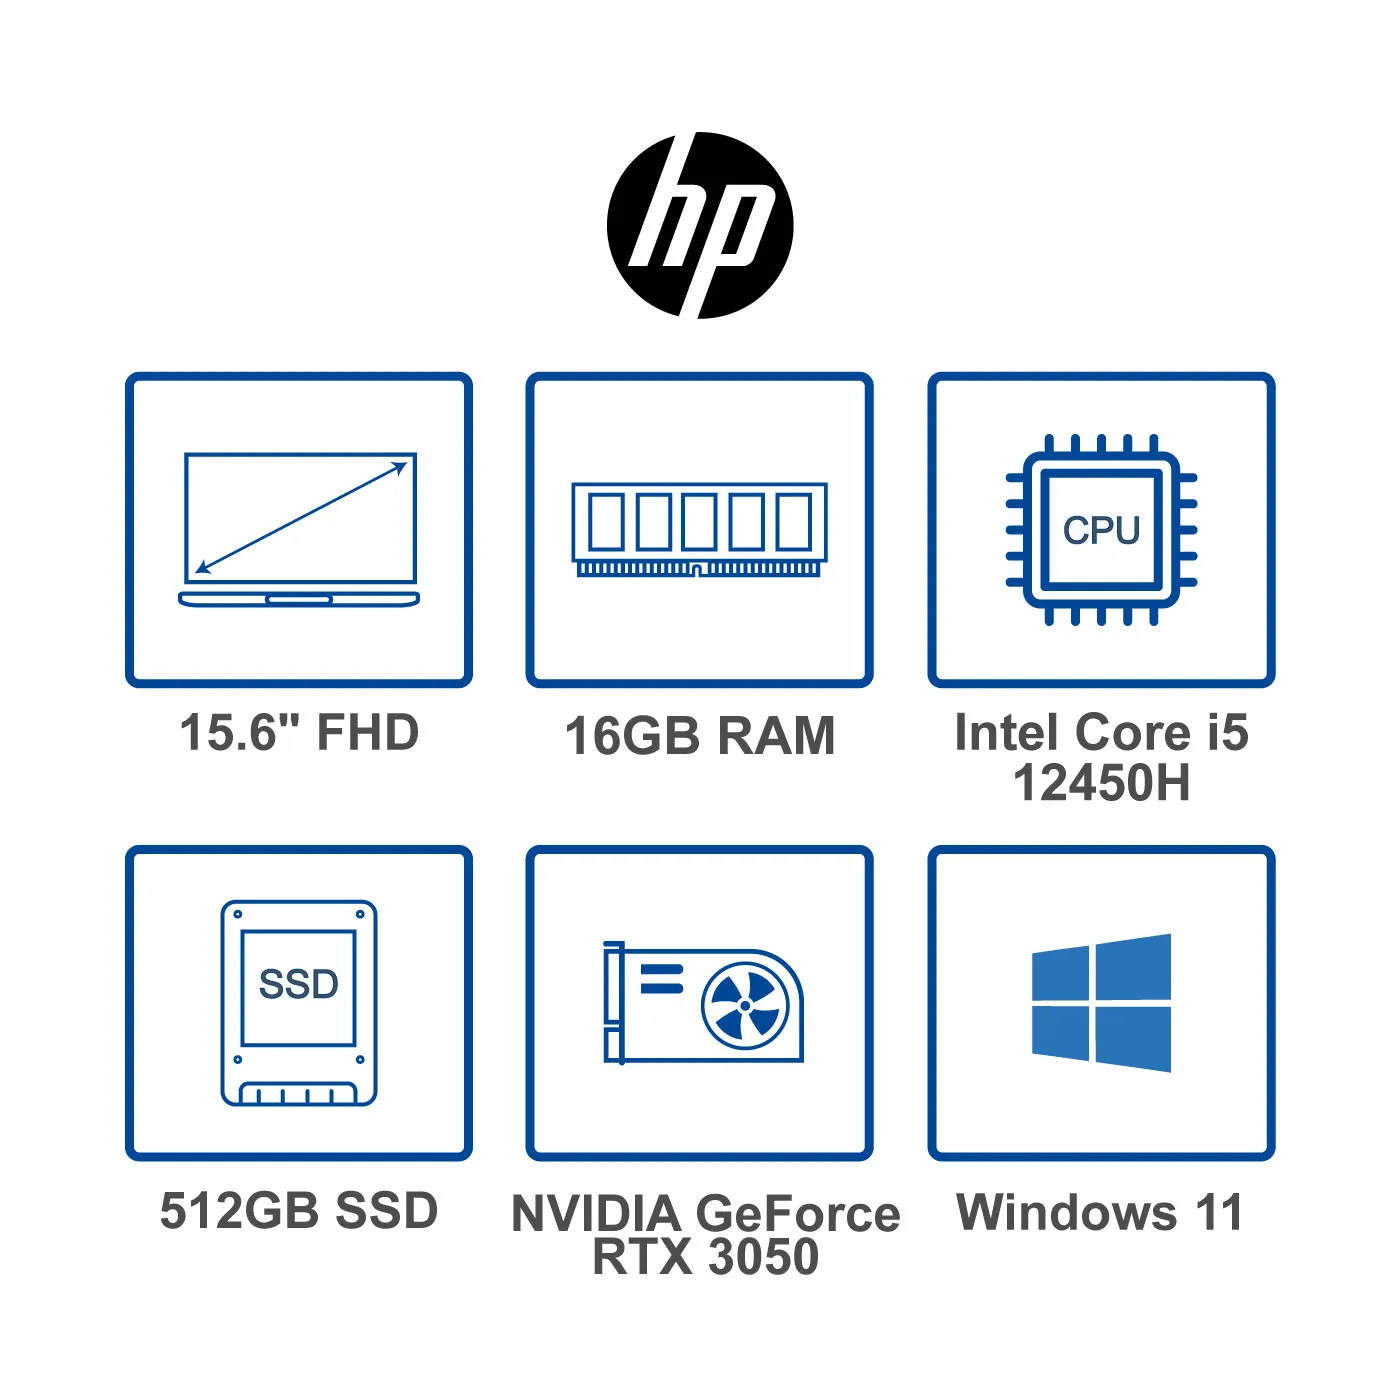 hp
CPU
15.6" FHD
16GB RAM
Intel Core i5
12450H
SSD
512GB SSD
NVIDIA GeForce
RTX 3050
Windows 11